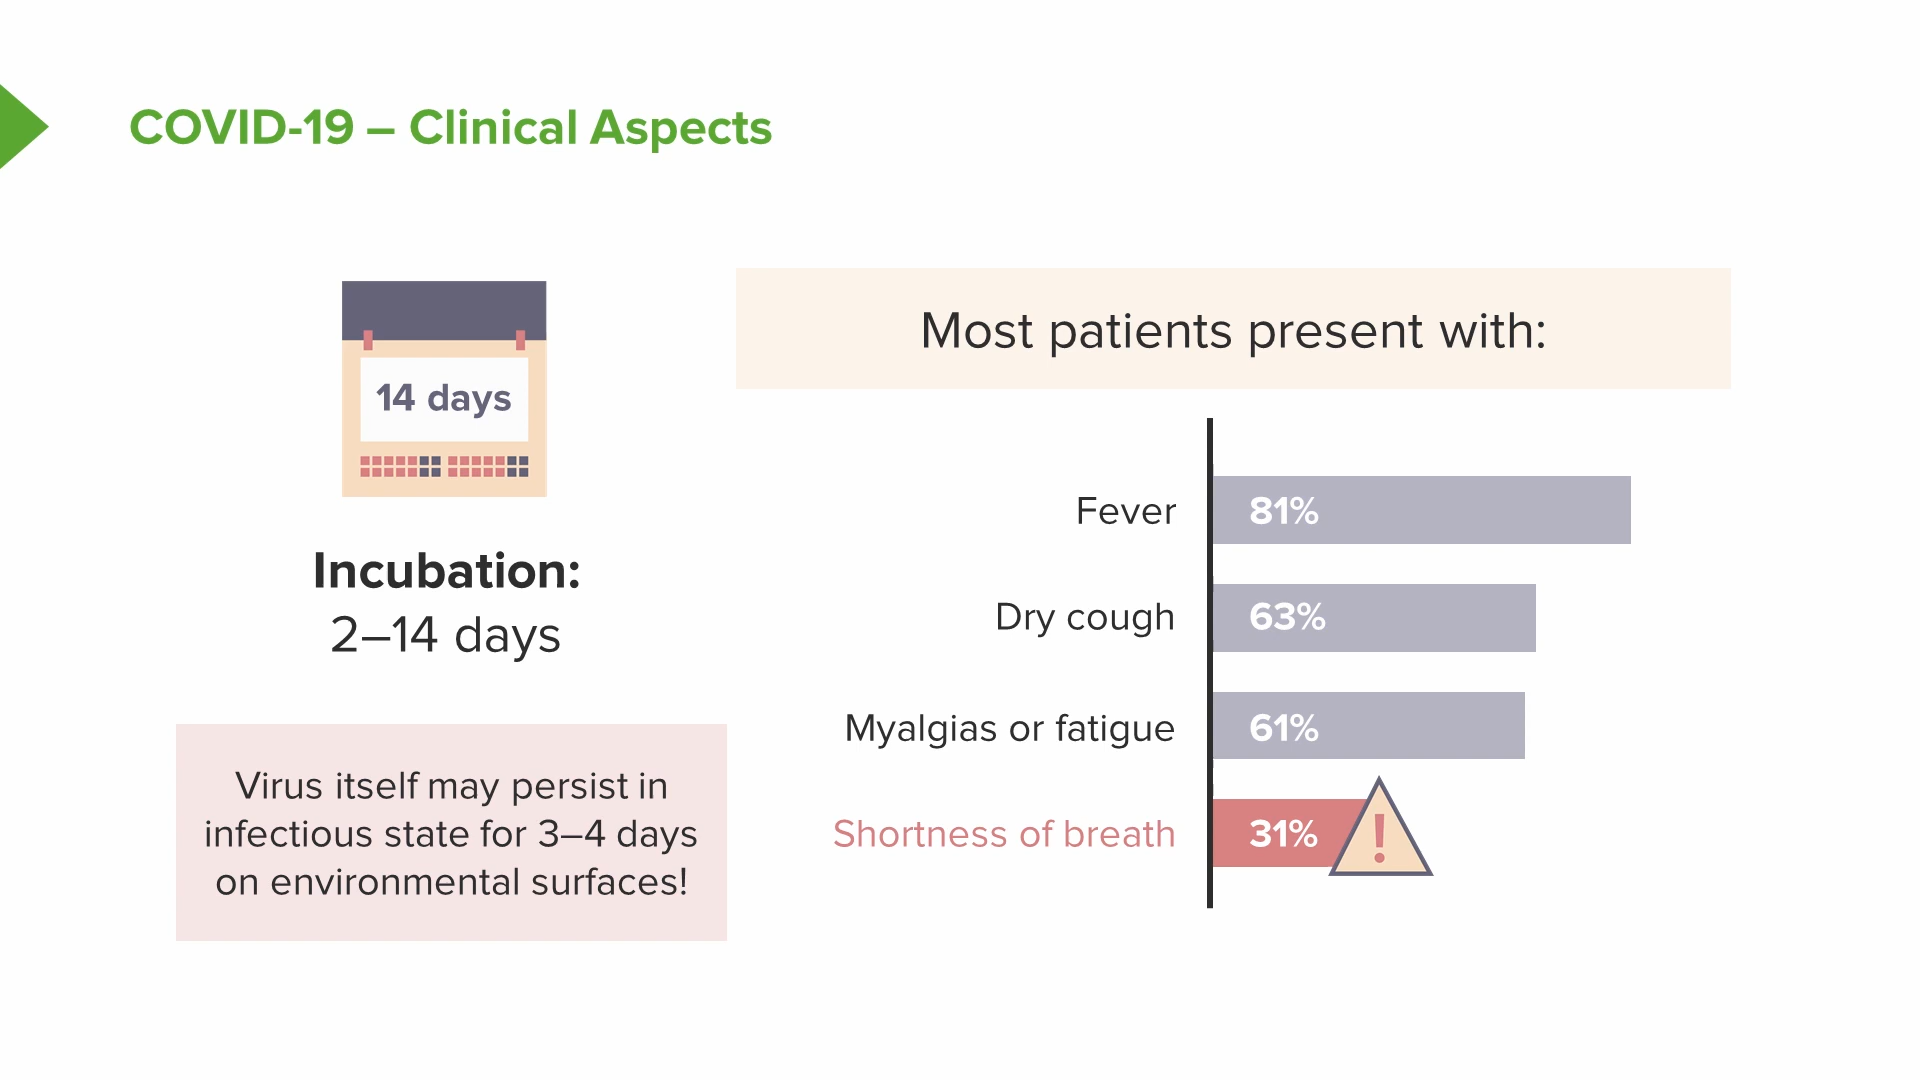 COVID-19 – Clinical Aspects
14 days
Incubation:
2–14 days
Virus itself may persist in
infectious state for 3–4 days
on environmental surfaces!
Most patients present with:
Fever 81%
Dry cough 63%
Myalgias or fatigue 61%
Shortness of breath 31% !